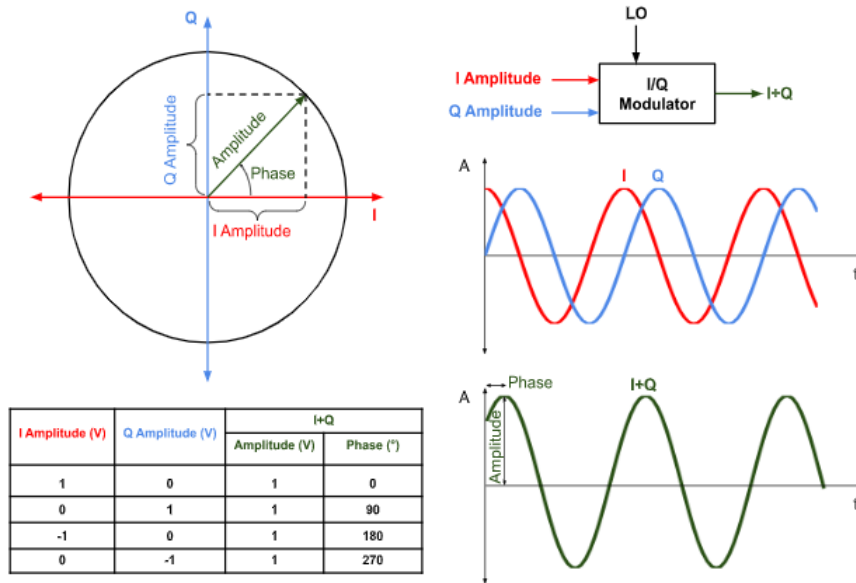 Q
Q Amplitude
Amplitude
Phase
I
I Amplitude
LO
I Amplitude
Q Amplitude
I/Q
Modulator
I+Q
A
I
Q
t
A
Phase
I+Q
Amplitude
t
I Amplitude (V) Q Amplitude (V) I+Q
Amplitude (V) Phase (°)
1 0 1 0
0 1 1 90
-1 0 1 180
0 -1 1 270